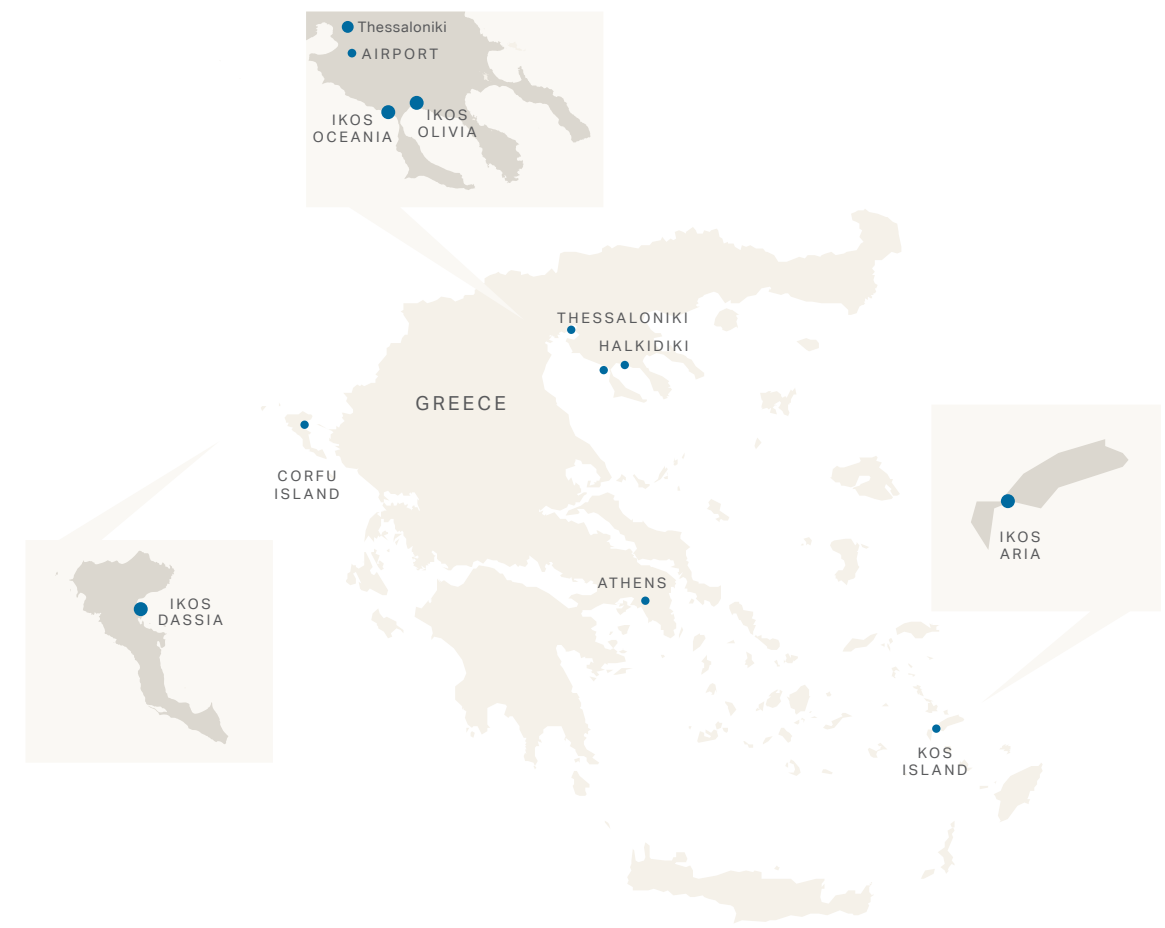 Thessaloniki
AIRPORT
IKOS
OCEANIA
IKOS
OLIVIA
THESSALONIKI
HALKIDIKI
GREECE
CORFU
ISLAND
IKOS
ARIA
ATHENS
IKOS
DASSIA
KOS
ISLAND